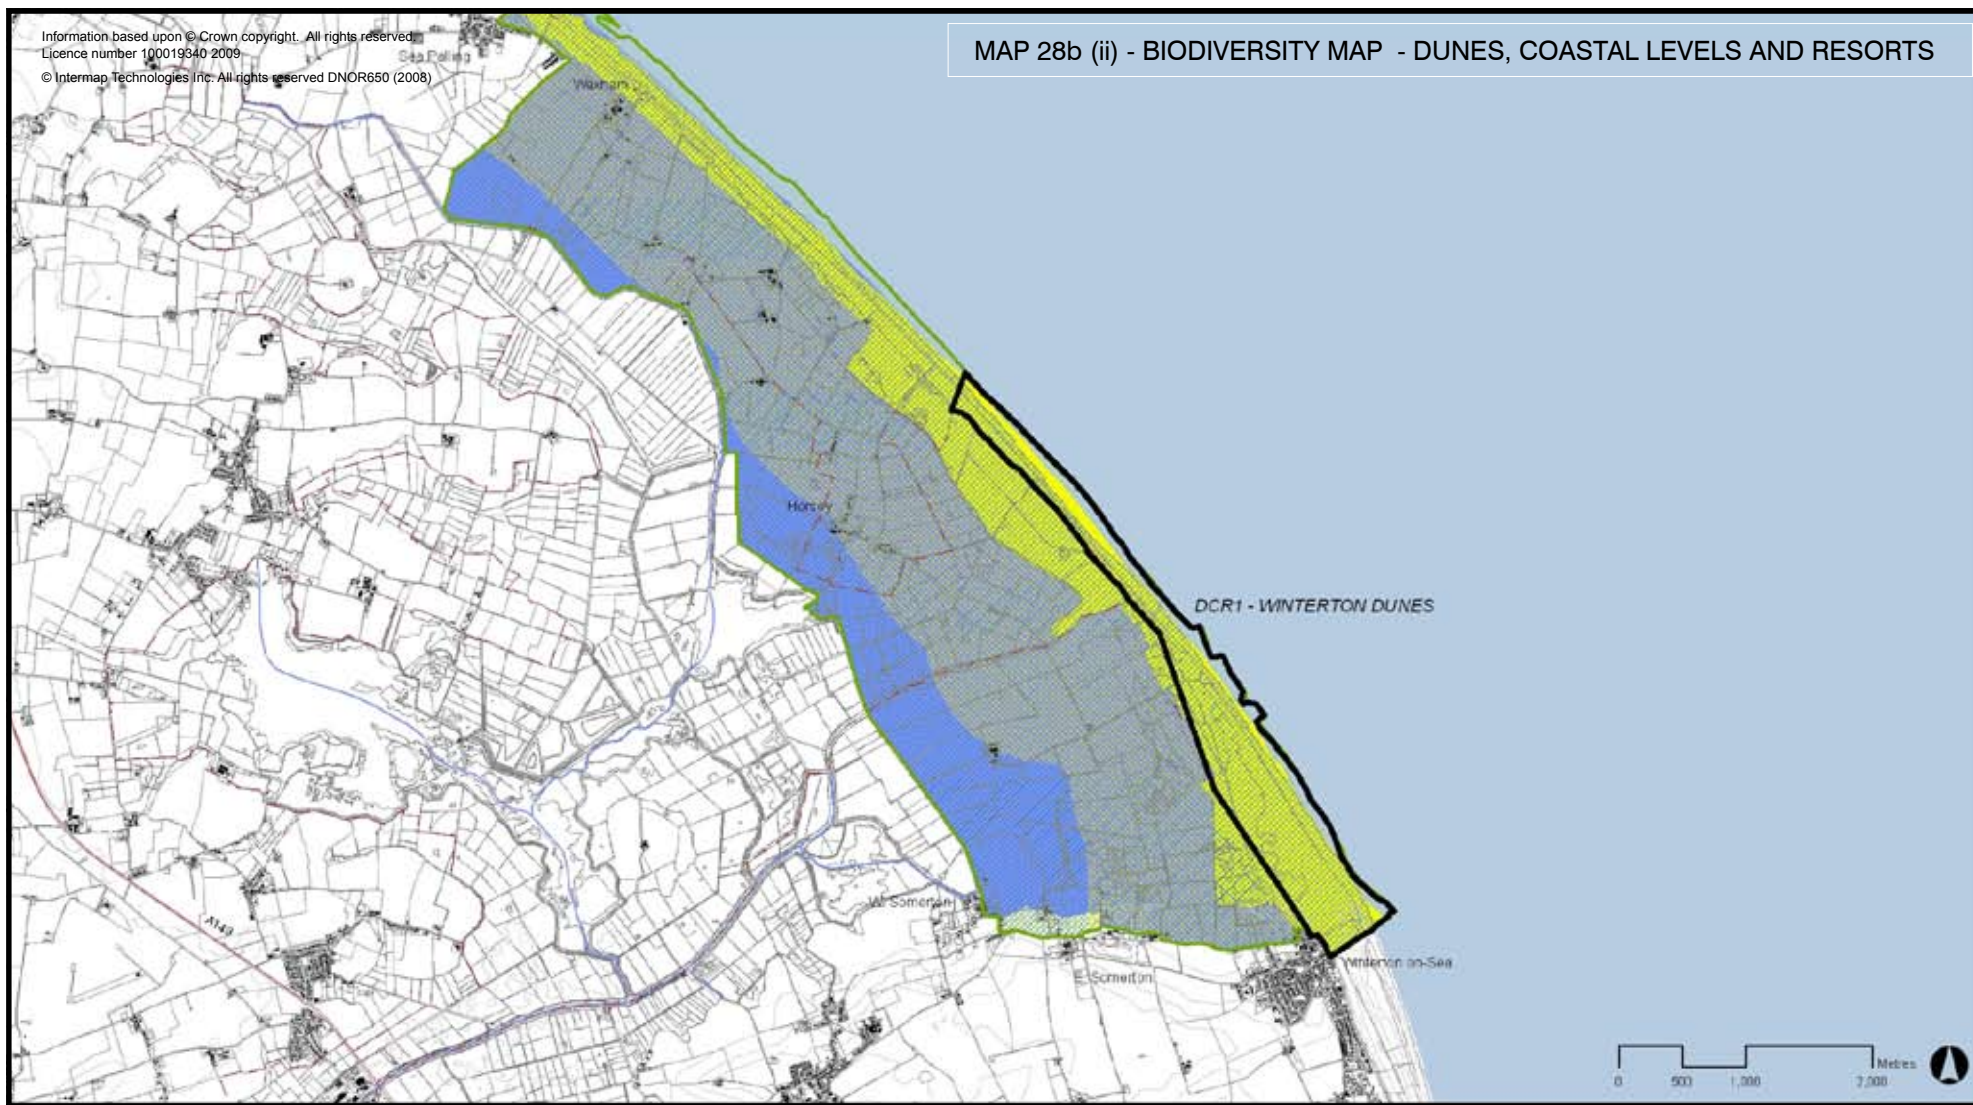 Information based upon © Crown copyright. All rights reserved.
Licence number 100019340 2009
© Intermap Technologies Inc. All rights reserved DNOR650 (2008)
MAP 28b (ii) - BIODIVERSITY MAP - DUNES, COASTAL LEVELS AND RESORTS
Sea Palling
Waxham
Horsey
DCR1 - WINTERTON DUNES
W. Somerton
A149
E. Somerton
Winterton on-Sea
Metres
0 500 1,000 2,000